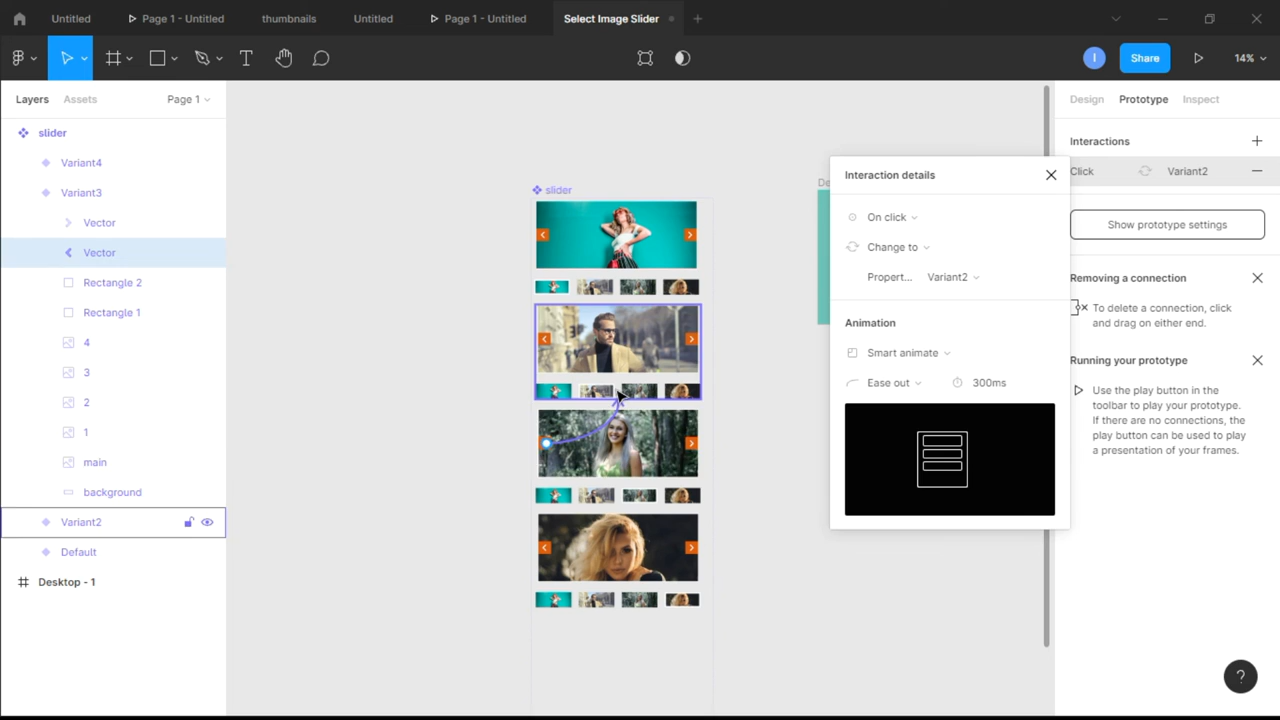 Untitled
Page 1 - Untitled
thumbnails
Untitled
Page 1 - Untitled
Select Image Slider
T
I
Share
14%
Layers
Assets
Page 1
Design
Prototype
Inspect
slider
Variant4
Variant3
Vector
Vector
Rectangle 2
Rectangle 1
4
3
2
1
main
background
Variant2
Default
Desktop - 1
slider
De
Interaction details
On click
Change to
Propert...
Variant2
Animation
Smart animate
Ease out
300ms
Interactions
Click
Variant2
Show prototype settings
Removing a connection
To delete a connection, click
and drag on either end.
Running your prototype
Use the play button in the
toolbar to play your prototype.
If there are no connections, the
play button can be used to play
a presentation of your frames.
?